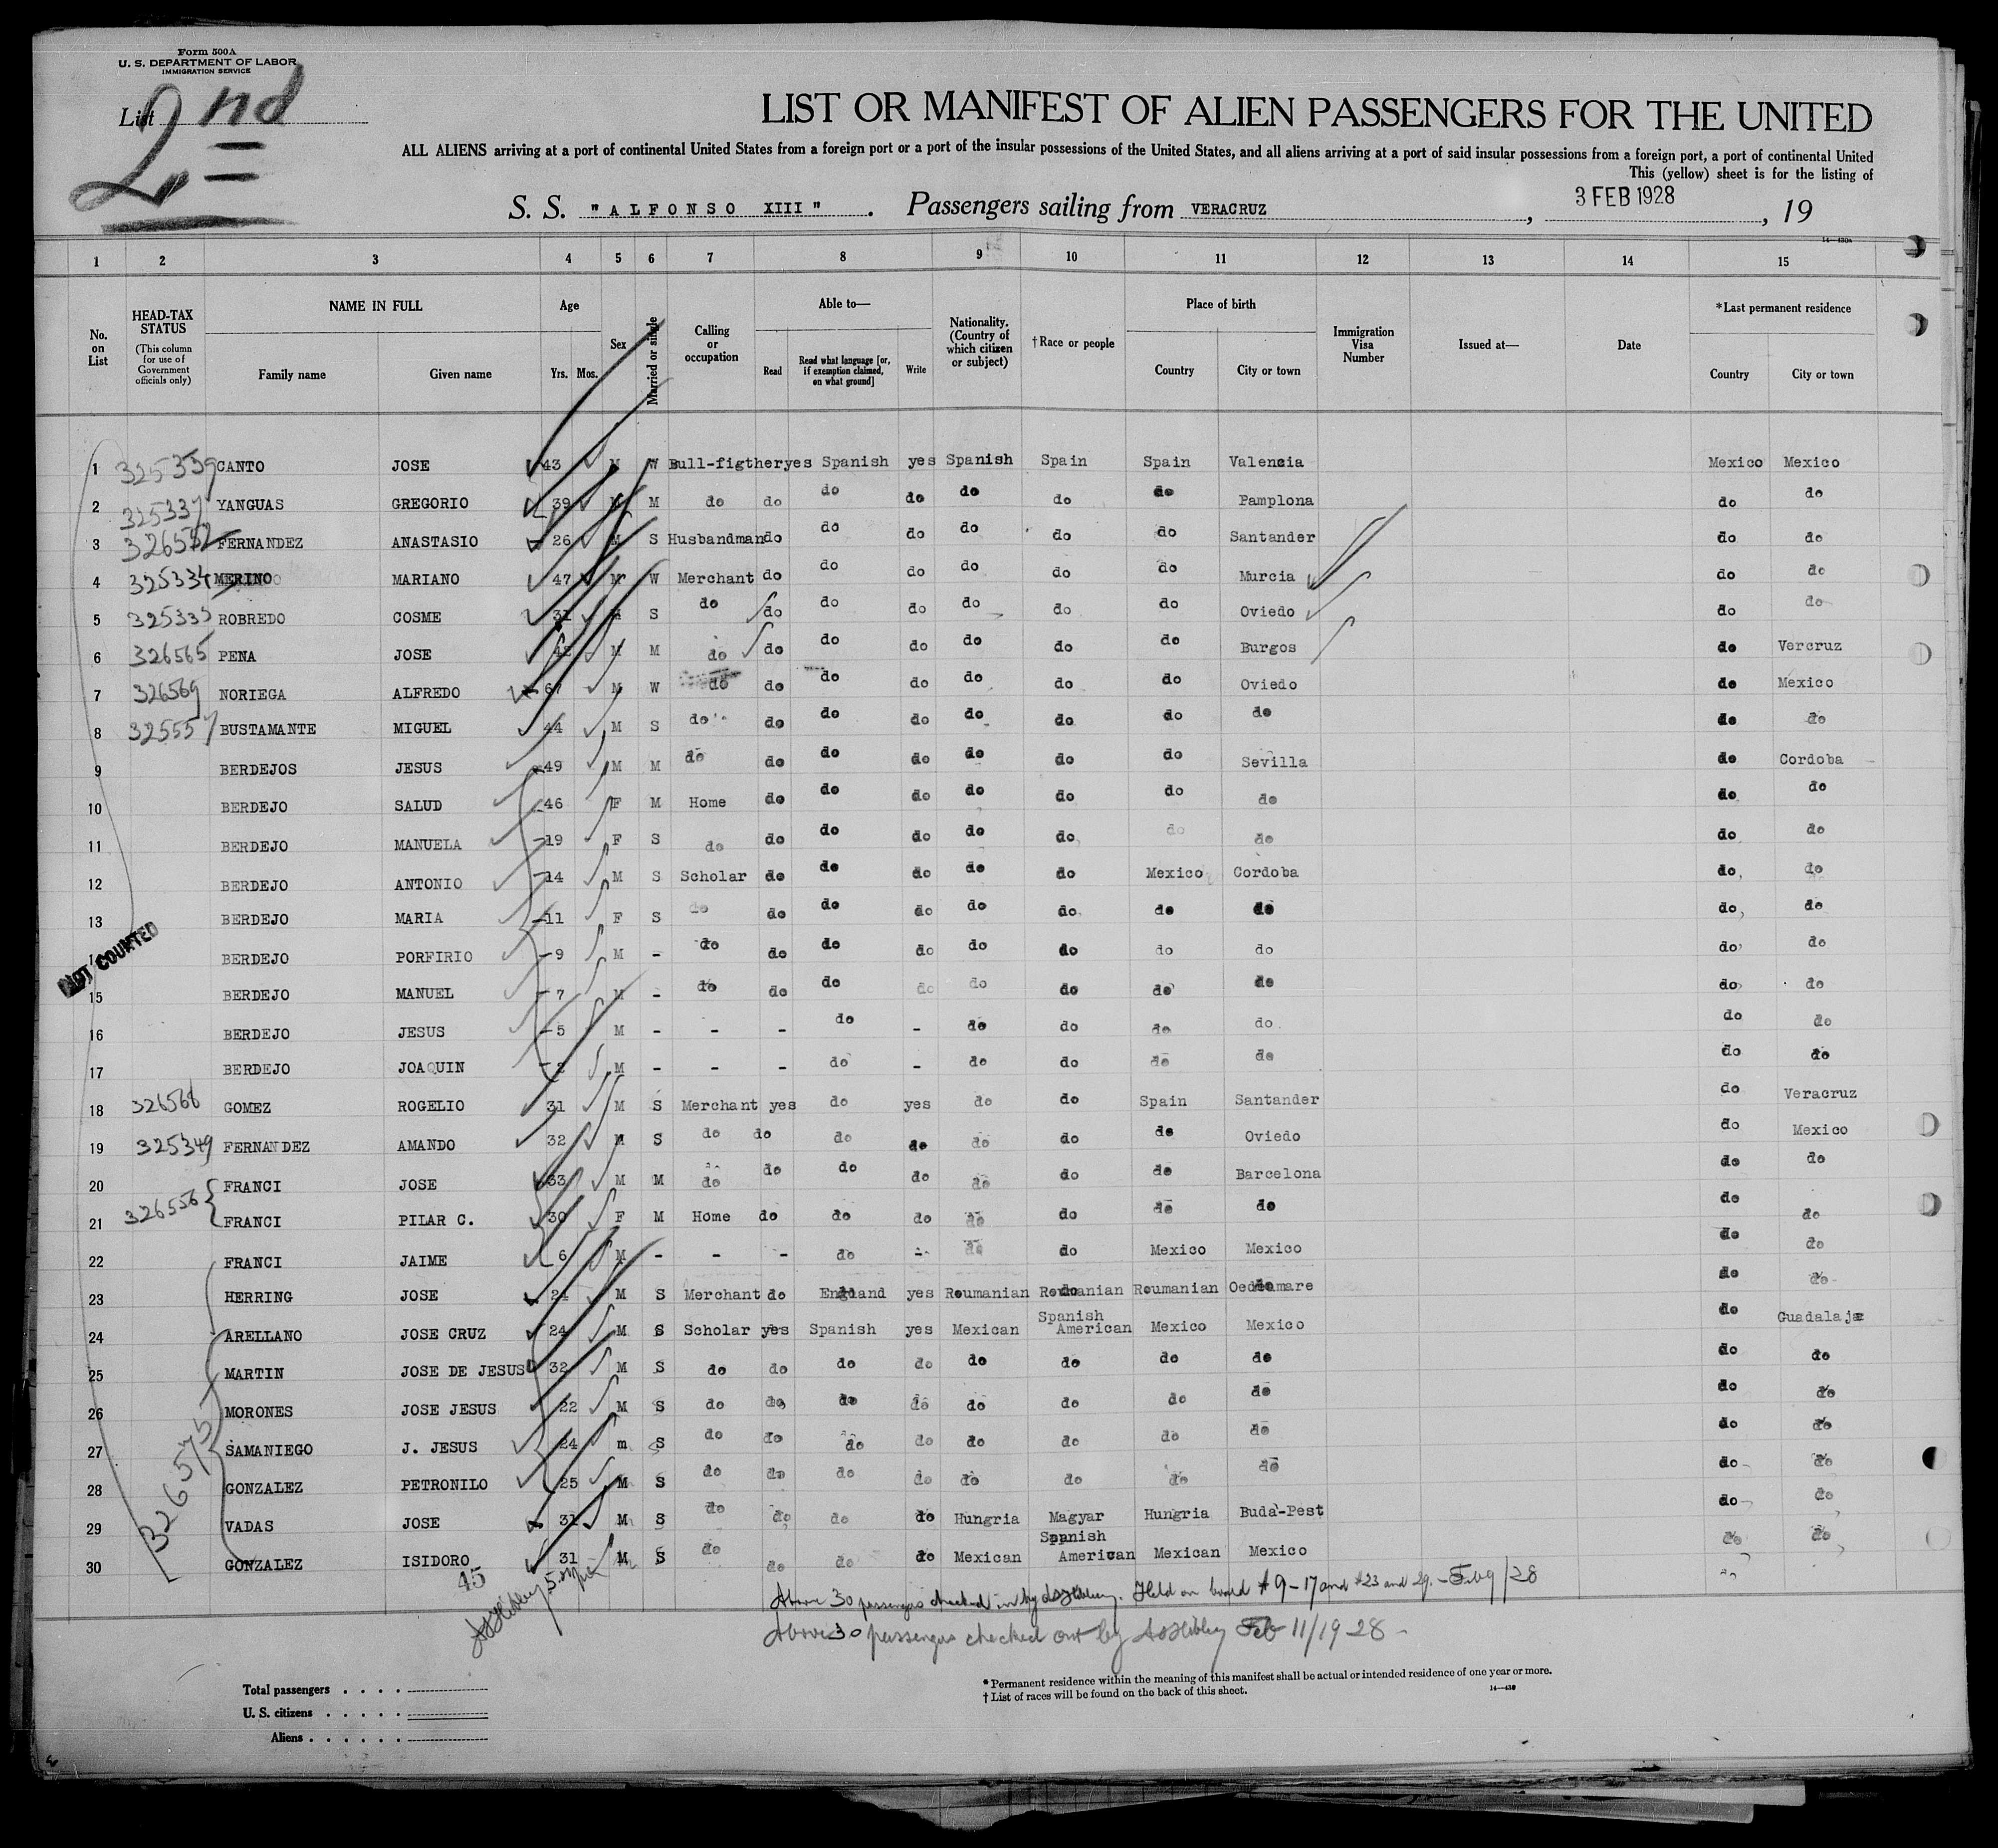 Form 500A
U. S. DEPARTMENT OF LABOR
IMMIGRATION SERVICE
List 2nd
LIST OR MANIFEST OF ALIEN PASSENGERS FOR THE UNITED
ALL ALIENS arriving at a port of continental United States from a foreign port or a port of the insular possessions of the United States, and all aliens arriving at a port of said insular possessions from a foreign port, a port of continental United
This (yellow) sheet is for the listing of
S. S. "ALFONSO XIII". Passengers sailing from VERACRUZ, 3 FEB 1928, 19
14—430a
1 2 3 4 5 6 7 8 9 10 11 12 13 14 15
No. on List
HEAD-TAX STATUS (This column for use of Government officials only)
NAME IN FULL Family name Given name
Age Yrs. Mos.
Sex
Married or single
Calling or occupation
Able to— Read Read what language [or, if exemption claimed, on what ground] Write
Nationality. (Country of which citizen or subject)
†Race or people
Place of birth Country City or town
Immigration Visa Number
Issued at—
Date
*Last permanent residence Country City or town
1 325339 CANTO JOSE 43 M W Bull-figther yes Spanish yes Spanish Spain Spain Valencia Mexico Mexico
2 325337 YANGUAS GREGORIO 39 M M do do do do do do do Pamplona do do
3 326572 FERNANDEZ ANASTASIO 26 M S Husbandman do do do do do do Santander do do
4 325334 MERINO MARIANO 47 M W Merchant do do do do do do Murcia do do
5 325335 ROBREDO COSME 31 M S do do do do do do do Oviedo do do
6 326565 PENA JOSE 42 M M do do do do do do do Burgos do Vercruz
7 326569 NORIEGA ALFREDO 67 M W do do do do do do do Oviedo do Mexico
8 325557 BUSTAMANTE MIGUEL 44 M S do do do do do do do do do do
9 BERDEJOS JESUS 49 M M do do do do do do do Sevilla do Cordoba
10 BERDEJO SALUD 46 F M Home do do do do do do do do do
11 BERDEJO MANUELA 19 F S do do do do do do do do do do
12 BERDEJO ANTONIO 14 M S Scholar do do do do do Mexico Cordoba do do
13 BERDEJO MARIA 11 F S do do do do do do do do do do
NOT COUNTED
BERDEJO PORFIRIO 9 M - do do do do do do do do do do
15 BERDEJO MANUEL 7 M - do do do do do do do do do do
16 BERDEJO JESUS 5 M - - - do - do do do do do do
17 BERDEJO JOAQUIN 2 M - - - do - do do do do do do
18 326568 GOMEZ ROGELIO 31 M S Merchant yes do yes do do Spain Santander do Veracruz
19 325349 FERNANDEZ AMANDO 32 M S do do do do do do do Oviedo do Mexico
20 FRANCI JOSE 33 M M do do do do do do do Barcelona do do
326556
21 FRANCI PILAR C. 30 F M Home do do do do do do do do do
22 FRANCI JAIME 6 M - - - do - do do Mexico Mexico do do
23 HERRING JOSE 24 M S Merchant do England yes Roumanian Roumanian Roumanian do do
24 ARELLANO JOSE CRUZ 24 M S Scholar yes Spanish yes Mexican Spanish American Mexico Mexico do Guadalaja
25 MARTIN JOSE DE JESUS 32 M S do do do do do do do do do do
26 MORONES JOSE JESUS 22 M S do do do do do do do do do do
27 SAMANIEGO J. JESUS 24 m S do do do do do do do do do do
28 GONZALEZ PETRONILO 25 M S do do do do do do do do do do
29 VADAS JOSE 31 M S do do do do Hungria Magyar Hungria Buda-Pest do do
30 GONZALEZ ISIDORO 31 M S do do do do Mexican Spanish American Mexican Mexico do do
326575
45
Above 30 passengers checked in by. Held on board #9-17 and #23 and 29. - Feb 9/28
Above 30 passengers checked out by Feb 11/1928 -
Total passengers . . . .
U. S. citizens . . . . .
Aliens . . . . . .
* Permanent residence within the meaning of this manifest shall be actual or intended residence of one year or more.
† List of races will be found on the back of this sheet.
14—430